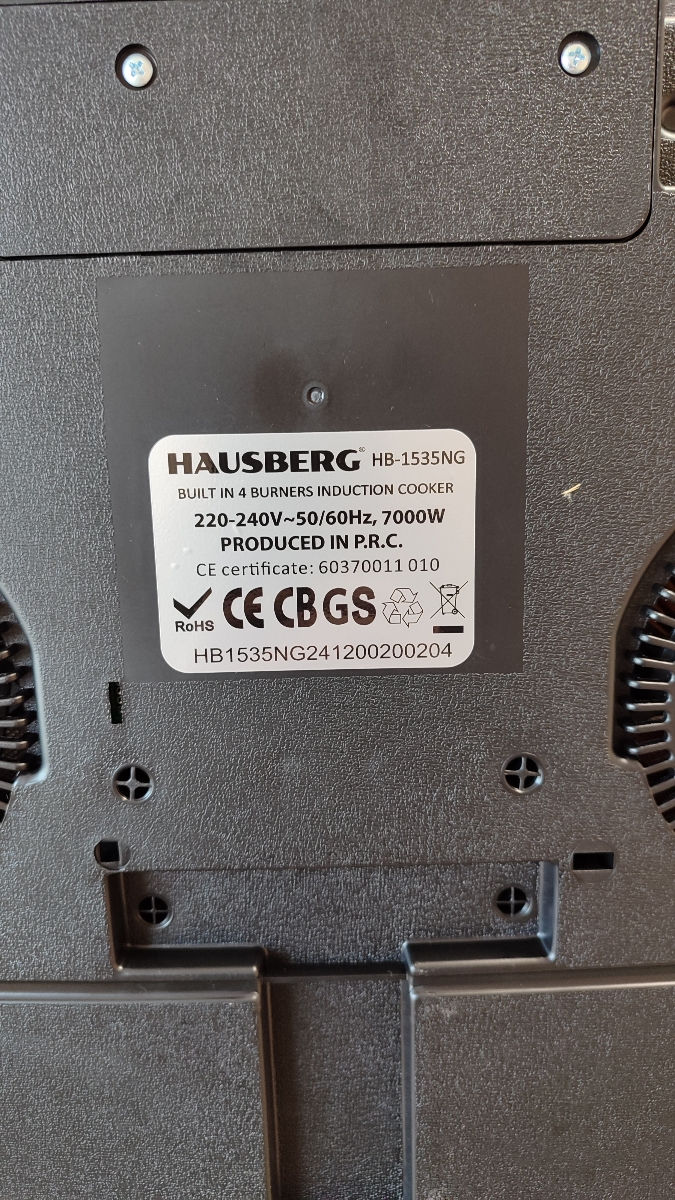 HAUSBERG® HB-1535NG
BUILT IN 4 BURNERS INDUCTION COOKER
220-240V~50/60Hz, 7000W
PRODUCED IN P.R.C.
CE certificate: 60370011 010
RoHS CE CB GS
HB1535NG241200200204